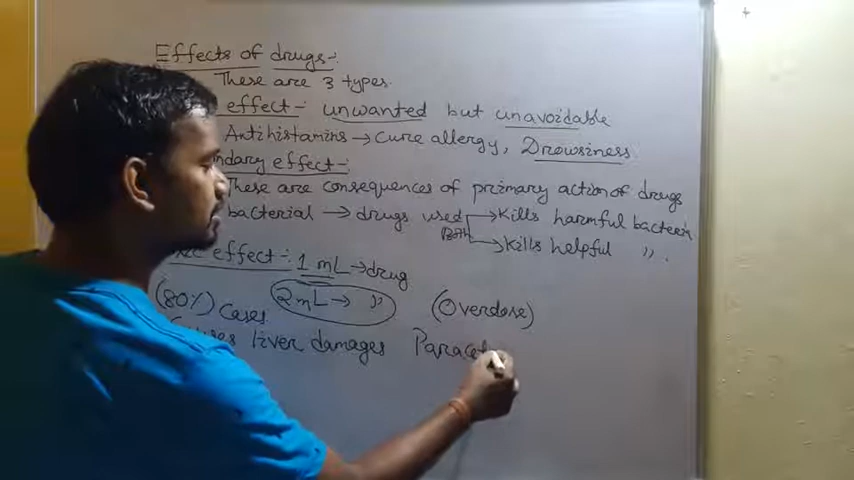 Effects of drugs-:
These are 3 types.
effect-: unwanted but unavoidable
Antihistamins → Cure allergy, Drowsiness
ndary effect-:
These are consequences of primary action of drugs
bacterial → drugs used → Kills harmful bacteria
Both → Kills helpful " .
effect-: 1 mL → drug
2mL → " (Overdose)
(80%) Cases
liver damages Paracet